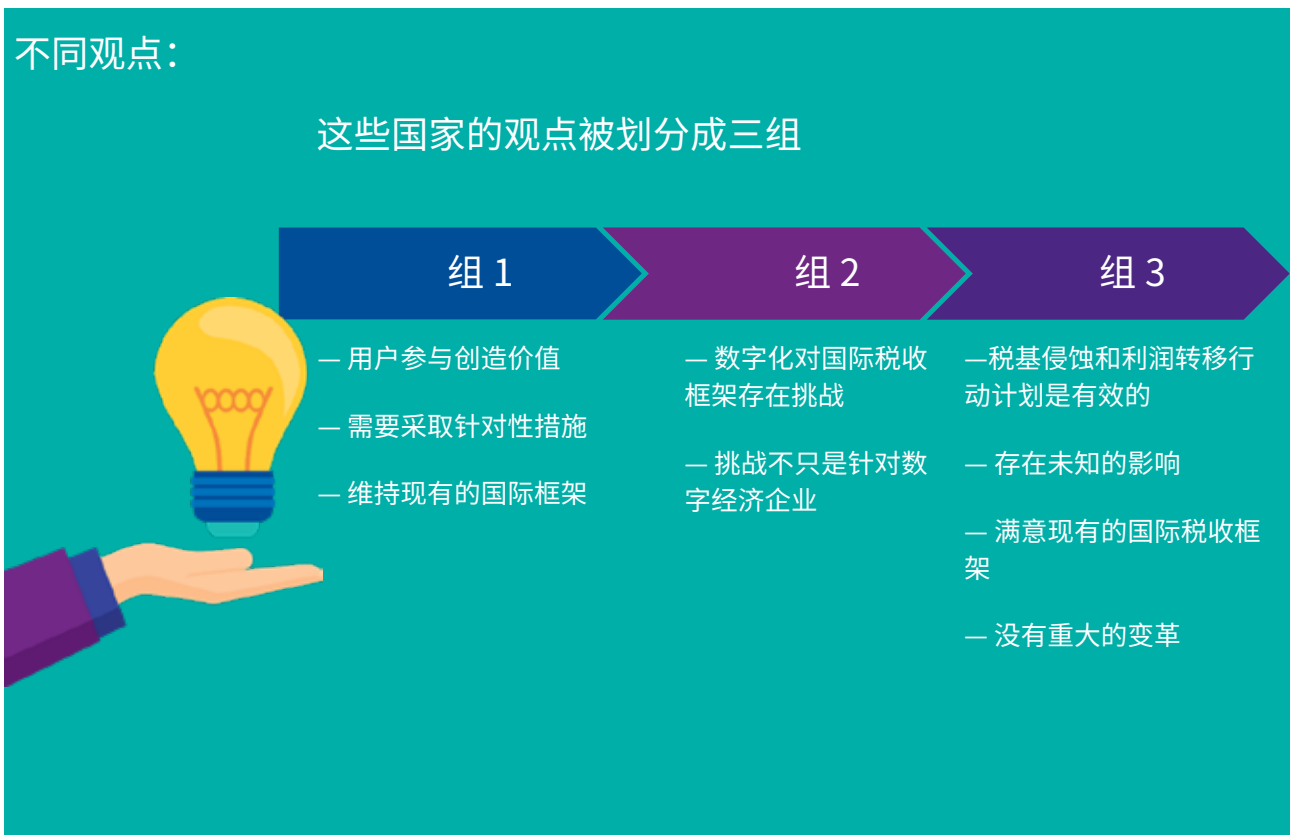 不同观点：
这些国家的观点被划分成三组
组 1
组 2
组 3
— 用户参与创造价值
— 需要采取针对性措施
— 维持现有的国际框架
— 数字化对国际税收
框架存在挑战
— 挑战不只是针对数
字经济企业
—税基侵蚀和利润转移行
动计划是有效的
— 存在未知的影响
— 满意现有的国际税收框
架
— 没有重大的变革